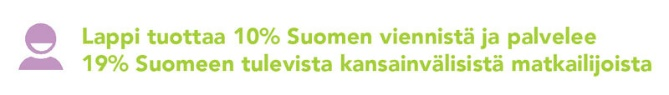 Lappi tuottaa 10% Suomen viennistä ja palvelee
19% Suomeen tulevista kansainvälisistä matkailijoista